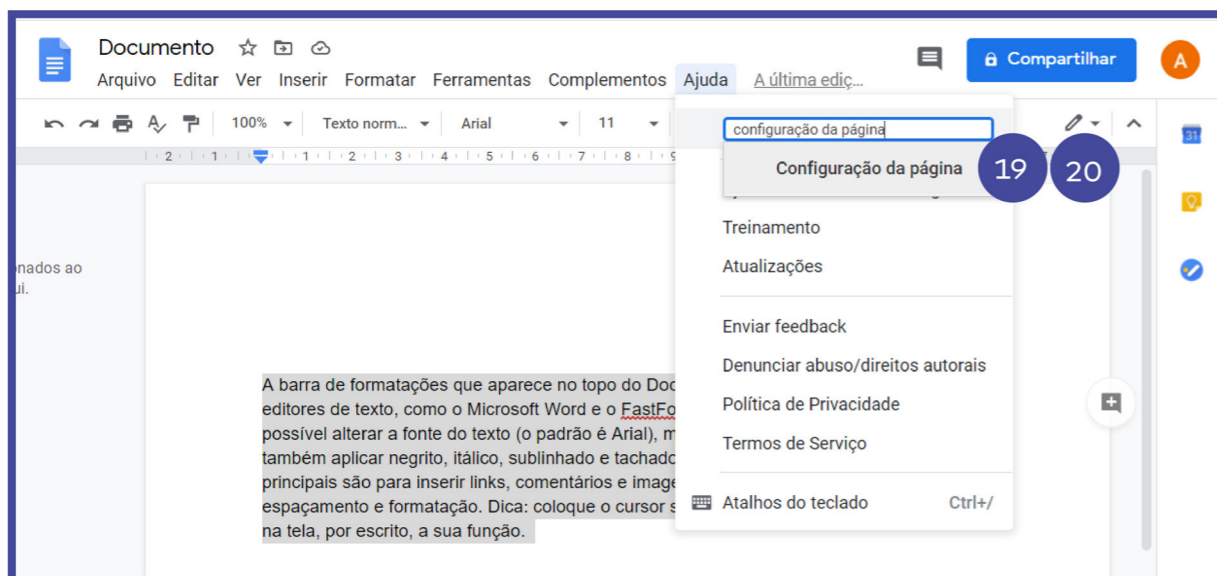 Documento
Arquivo Editar Ver Inserir Formatar Ferramentas Complementos Ajuda A última ediç...
Compartilhar
A
100% Texto norm... Arial 11
2 1 1 2 3 4 5 6 7 8 9
31
configuração da página
Configuração da página 19 20
Treinamento
Atualizações
Enviar feedback
Denunciar abuso/direitos autorais
Política de Privacidade
Termos de Serviço
Atalhos do teclado Ctrl+/
nados ao
ui.
A barra de formatações que aparece no topo do Doc
editores de texto, como o Microsoft Word e o FastFo
possível alterar a fonte do texto (o padrão é Arial), m
também aplicar negrito, itálico, sublinhado e tachado
principais são para inserir links, comentários e image
espaçamento e formatação. Dica: coloque o cursor s
na tela, por escrito, a sua função.